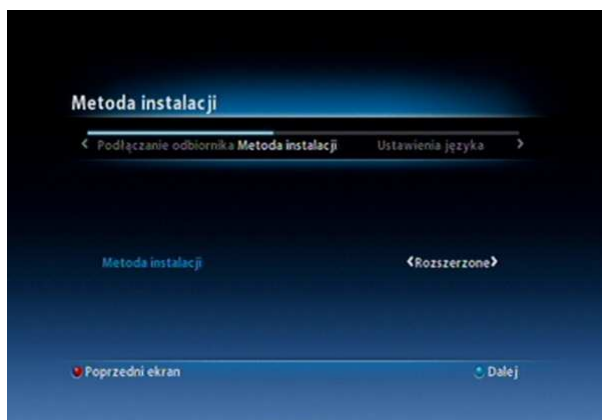 Metoda instalacji
Podłączanie odbiornika Metoda instalacji Ustawienia języka
Metoda instalacji Rozszerzone
Poprzedni ekran Dalej